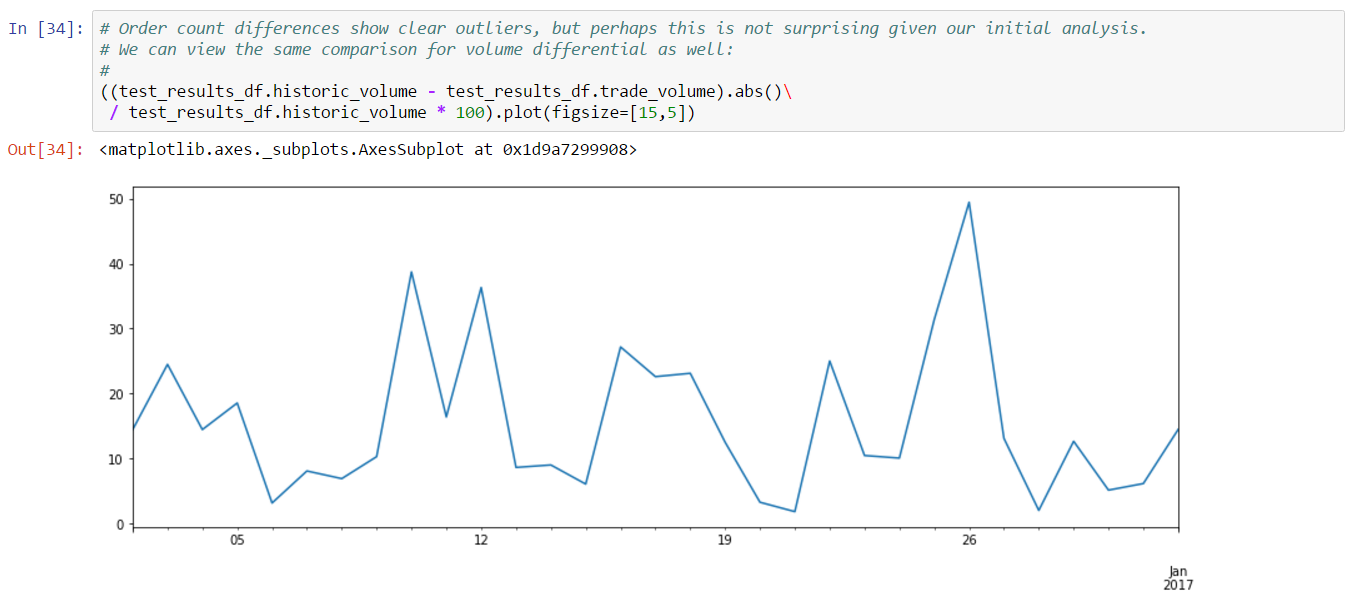 In [34]: # Order count differences show clear outliers, but perhaps this is not surprising given our initial analysis.
# We can view the same comparison for volume differential as well:
#
((test_results_df.historic_volume - test_results_df.trade_volume).abs()\
/ test_results_df.historic_volume * 100).plot(figsize=[15,5])
Out[34]: <matplotlib.axes._subplots.AxesSubplot at 0x1d9a7299908>
50
40
30
20
10
0
05 12 19 26
Jan
2017